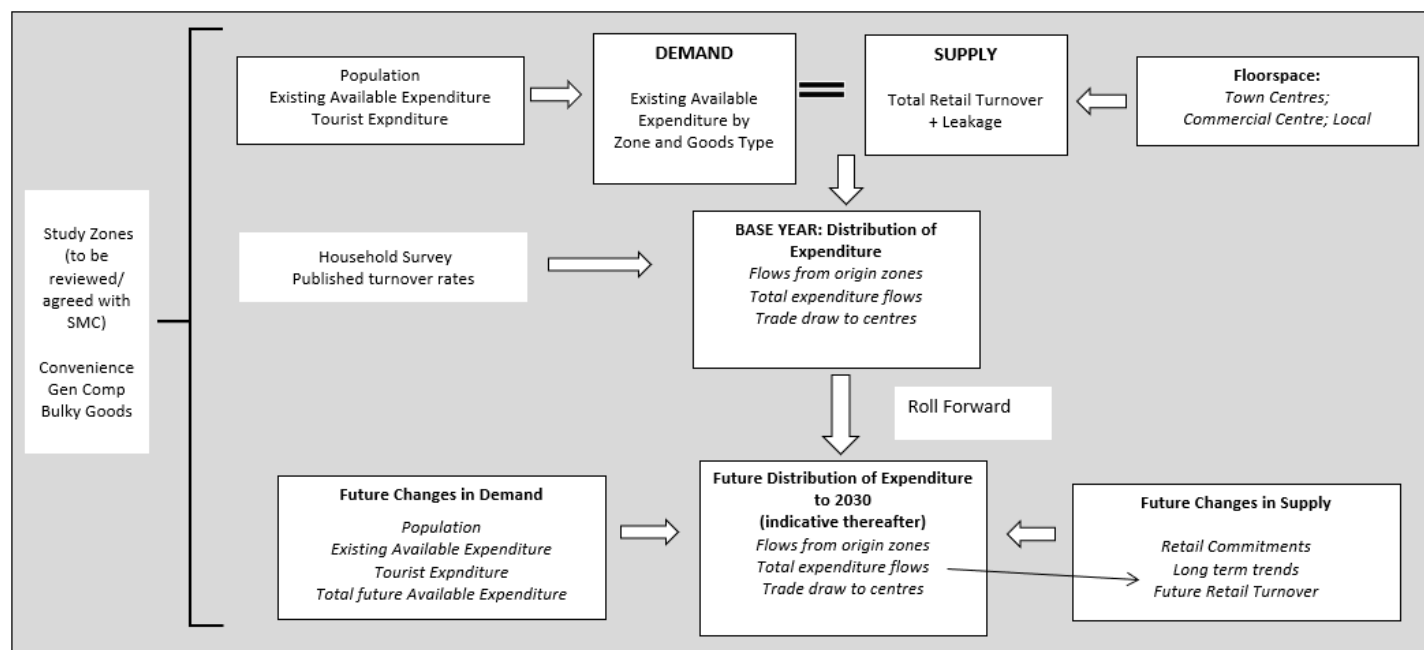 Population
Existing Available Expenditure
Tourist Expnditure
DEMAND
Existing Available
Expenditure by
Zone and Goods Type
SUPPLY
Total Retail Turnover
+ Leakage
Floorspace:
Town Centres;
Commercial Centre; Local
Study Zones
(to be
reviewed/
agreed with
SMC)
Convenience
Gen Comp
Bulky Goods
Household Survey
Published turnover rates
BASE YEAR: Distribution of
Expenditure
Flows from origin zones
Total expenditure flows
Trade draw to centres
Roll Forward
Future Changes in Demand
Population
Existing Available Expenditure
Tourist Expnditure
Total future Available Expenditure
Future Distribution of Expenditure
to 2030
(indicative thereafter)
Flows from origin zones
Total expenditure flows
Trade draw to centres
Future Changes in Supply
Retail Commitments
Long term trends
Future Retail Turnover